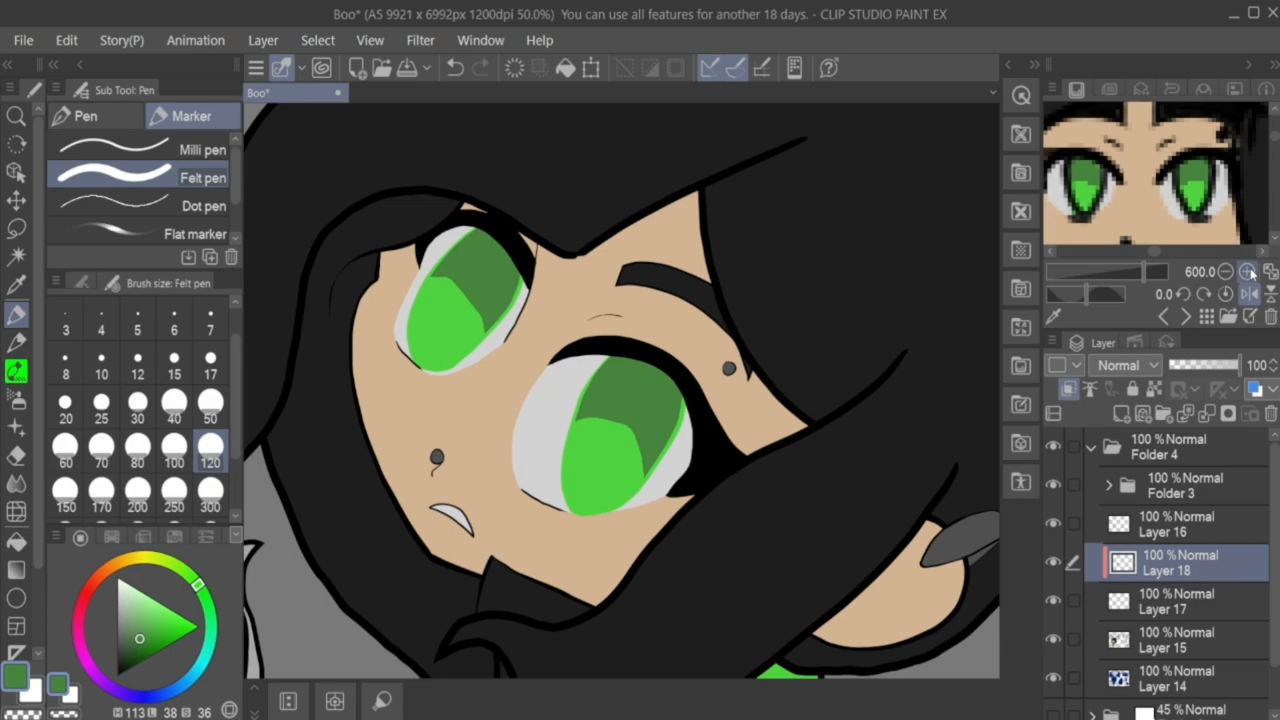 Boo* (A5 9921 x 6992px 1200dpi 50.0%)  You can use all features for another 18 days. - CLIP STUDIO PAINT EX
File Edit Story(P) Animation Layer Select View Filter Window Help
Sub Tool: Pen
Boo*
Pen Marker
Milli pen
Felt pen
Dot pen
Flat marker
Brush size: Felt pen
3 4 5 6 7
8 10 12 15 17
20 25 30 40 50
60 70 80 100 120
150 170 200 250 300
H 113 L 38 S 36
600.0
0.0
Layer
Normal 100
100 % Normal
Folder 4
100 % Normal
Folder 3
100 % Normal
Layer 16
100 % Normal
Layer 18
100 % Normal
Layer 17
100 % Normal
Layer 15
100 % Normal
Layer 14
45 % Normal